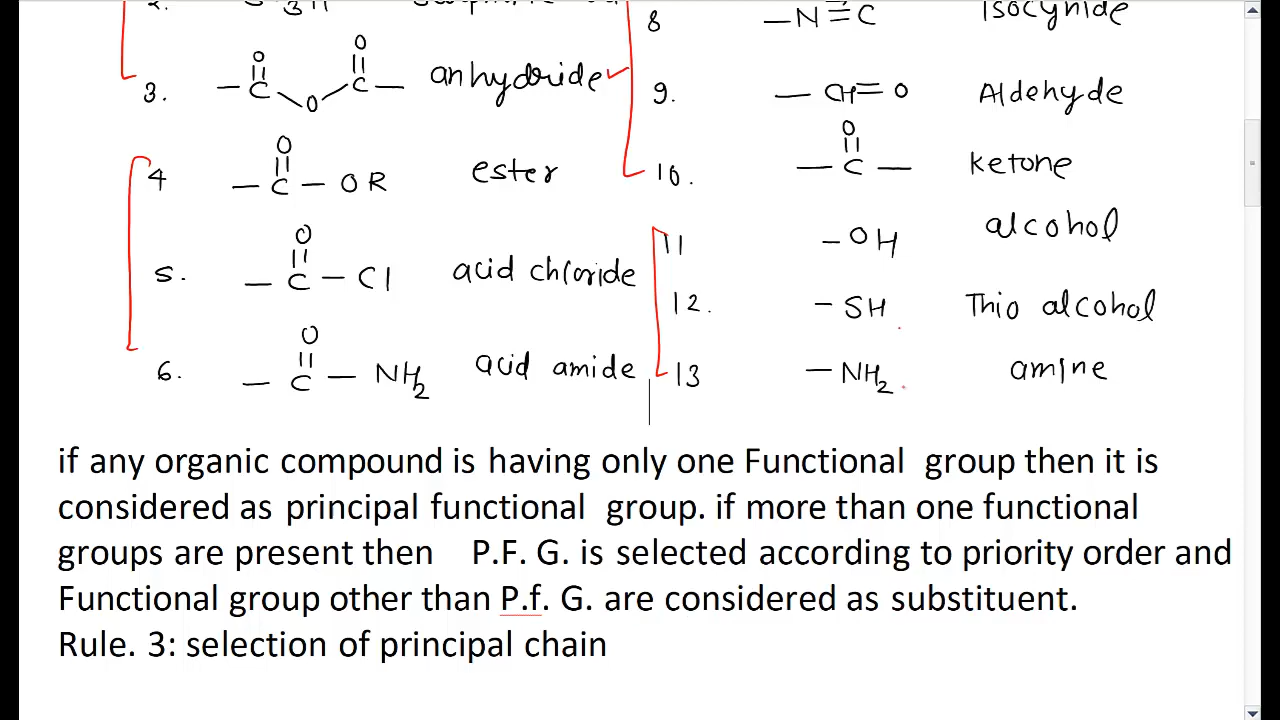 8 —N≡C Isocynide
3. anhydride
9. —CH=O Aldehyde
10. —C— O Ketone
4 —C—OR O ester
11 —OH alcohol
5. —C—Cl O acid chloride
12. —SH Thio alcohol
6. —C—NH2 O acid amide
13 —NH2 amine
if any organic compound is having only one Functional group then it is
considered as principal functional group. if more than one functional
groups are present then P.F. G. is selected according to priority order and
Functional group other than P.f. G. are considered as substituent.
Rule. 3: selection of principal chain